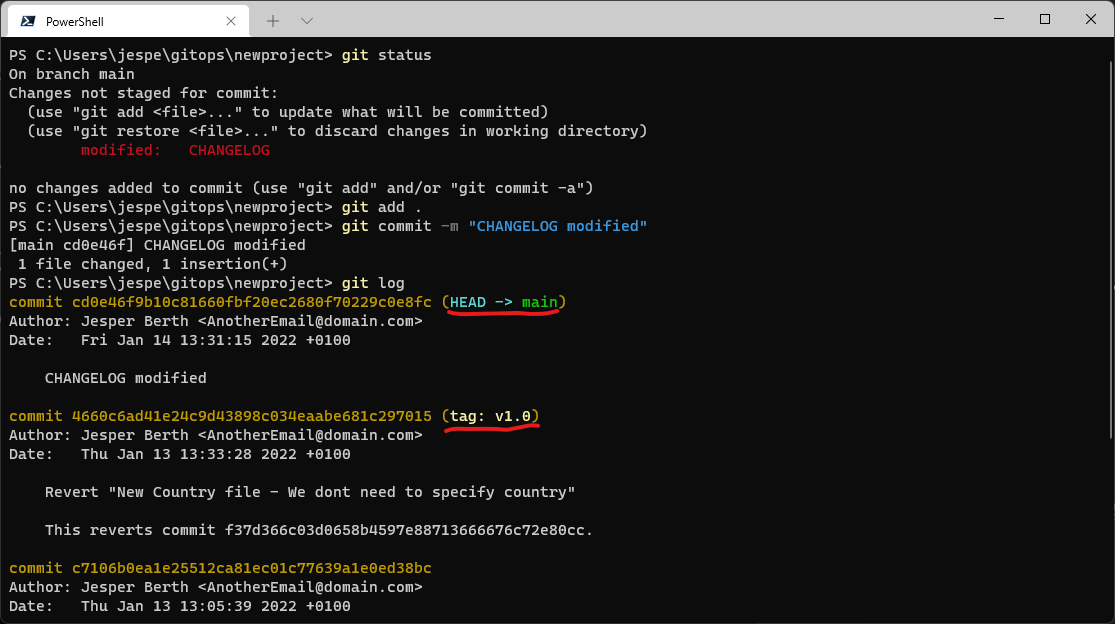 PowerShell
PS C:\Users\jespe\gitops\newproject> git status
On branch main
Changes not staged for commit:
  (use "git add <file>..." to update what will be committed)
  (use "git restore <file>..." to discard changes in working directory)
        modified:   CHANGELOG
no changes added to commit (use "git add" and/or "git commit -a")
PS C:\Users\jespe\gitops\newproject> git add .
PS C:\Users\jespe\gitops\newproject> git commit -m "CHANGELOG modified"
[main cd0e46f] CHANGELOG modified
 1 file changed, 1 insertion(+)
PS C:\Users\jespe\gitops\newproject> git log
commit cd0e46f9b10c81660fbf20ec2680f70229c0e8fc (HEAD -> main)
Author: Jesper Berth <AnotherEmail@domain.com>
Date:   Fri Jan 14 13:31:15 2022 +0100
    CHANGELOG modified
commit 4660c6ad41e24c9d43898c034eaabe681c297015 (tag: v1.0)
Author: Jesper Berth <AnotherEmail@domain.com>
Date:   Thu Jan 13 13:33:28 2022 +0100
    Revert "New Country file - We dont need to specify country"
    This reverts commit f37d366c03d0658b4597e88713666676c72e80cc.
commit c7106b0ea1e25512ca81ec01c77639a1e0ed38bc
Author: Jesper Berth <AnotherEmail@domain.com>
Date:   Thu Jan 13 13:05:39 2022 +0100